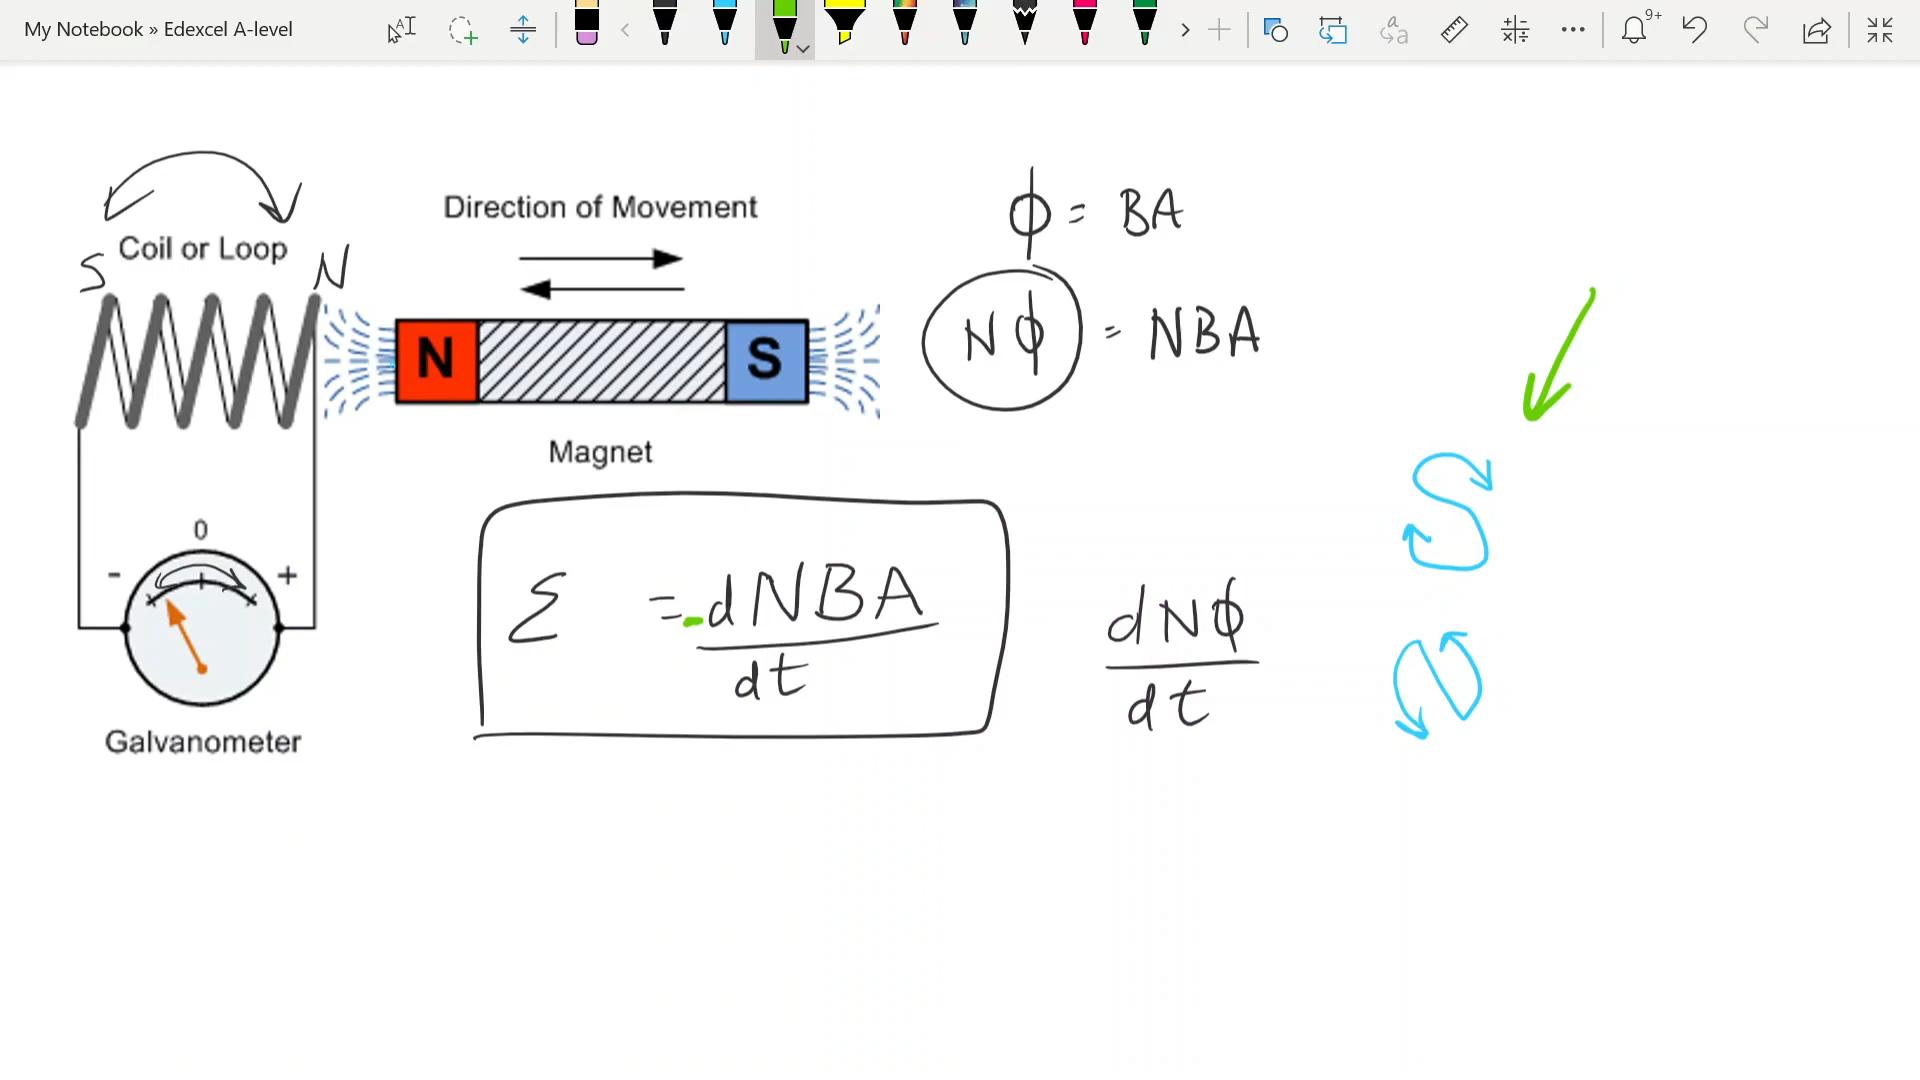 My Notebook » Edexcel A-level
9+
Direction of Movement
Coil or Loop
S
N
N
S
Magnet
0
-
+
Galvanometer
ϕ = BA
Nϕ = NBA
Ɛ = -dNBA
dt
dNϕ
dt
S
N